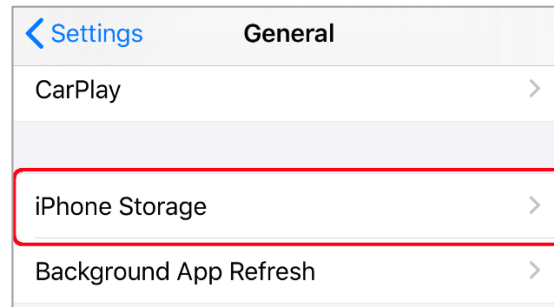 Settings
General
CarPlay
iPhone Storage
Background App Refresh